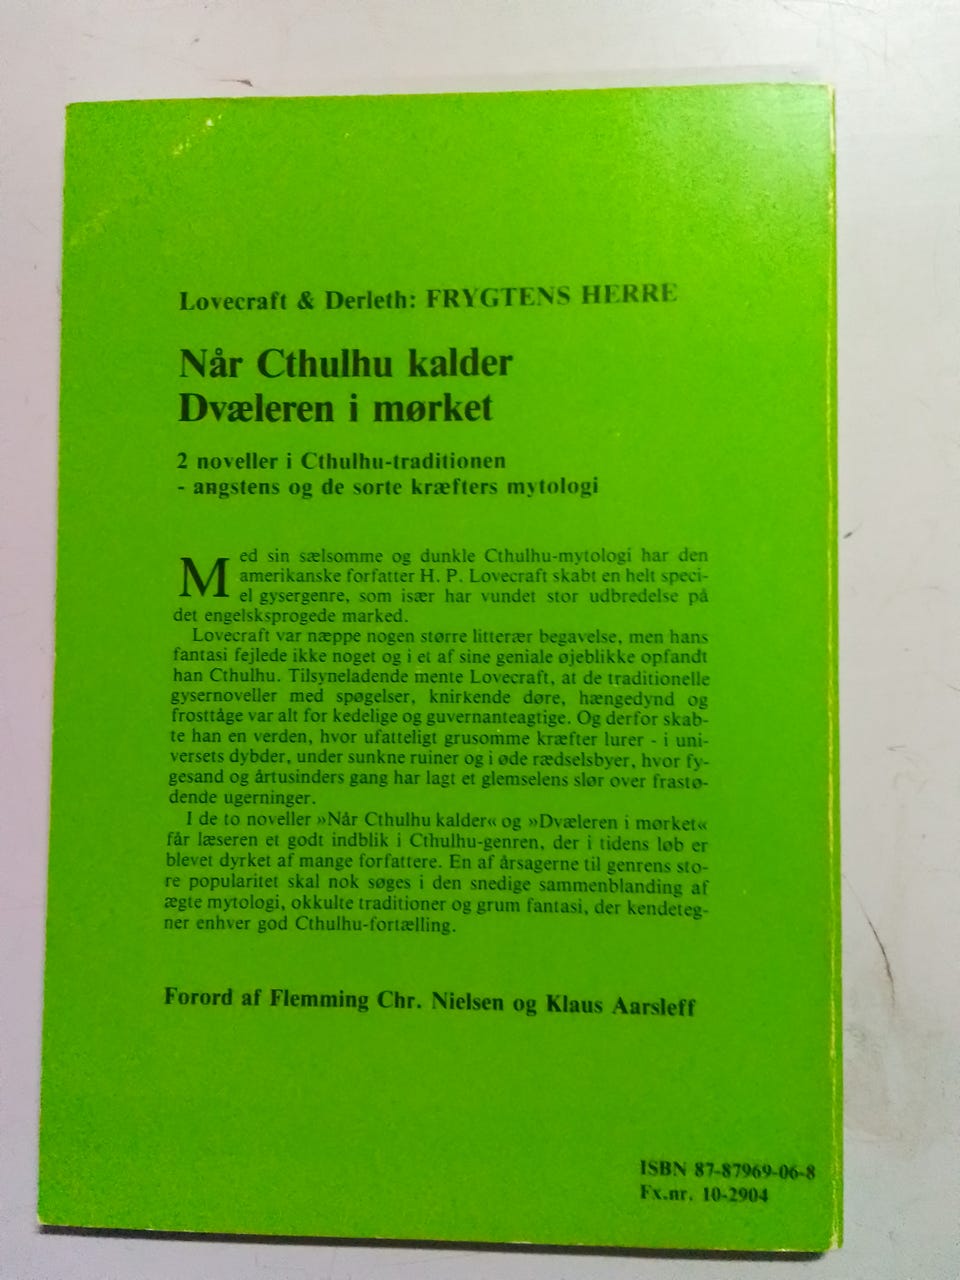 Lovecraft & Derleth: FRYGTENS HERRE
Når Cthulhu kalder
Dvæleren i mørket
2 noveller i Cthulhu-traditionen
- angstens og de sorte kræfters mytologi
Med sin sælsomme og dunkle Cthulhu-mytologi har den
amerikanske forfatter H. P. Lovecraft skabt en helt speci-
el gysergenre, som især har vundet stor udbredelse på
det engelsksprogede marked.
Lovecraft var næppe nogen større litterær begavelse, men hans
fantasi fejlede ikke noget og i et af sine geniale øjeblikke opfandt
han Cthulhu. Tilsyneladende mente Lovecraft, at de traditionelle
gysernoveller med spøgelser, knirkende døre, hængedynd og
frosttåge var alt for kedelige og guvernanteagtige. Og derfor skab-
te han en verden, hvor ufatteligt grusomme kræfter lurer - i uni-
versets dybder, under sunkne ruiner og i øde rædselsbyer, hvor fy-
gesand og årtusinders gang har lagt et glemselens slør over frastø-
dende ugerninger.
I de to noveller »Når Cthulhu kalder« og »Dvæleren i mørket«
får læseren et godt indblik i Cthulhu-genren, der i tidens løb er
blevet dyrket af mange forfattere. En af årsagerne til genrens sto-
re popularitet skal nok søges i den snedige sammenblanding af
ægte mytologi, okkulte traditioner og grum fantasi, der kendeteg-
ner enhver god Cthulhu-fortælling.
Forord af Flemming Chr. Nielsen og Klaus Aarsleff
ISBN 87-87969-06-8
Fx.nr. 10-2904